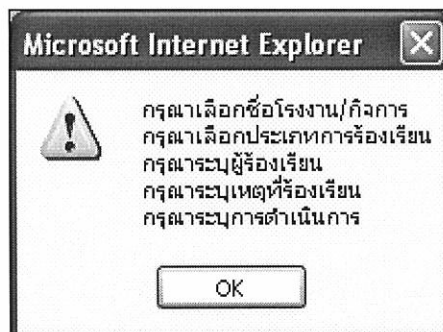 Microsoft Internet Explorer
กรุณาเลือกชื่อโรงงาน/กิจการ
กรุณาเลือกประเภทการร้องเรียน
กรุณาระบุผู้ร้องเรียน
กรุณาระบุเหตุที่ร้องเรียน
กรุณาระบุการดำเนินการ
OK